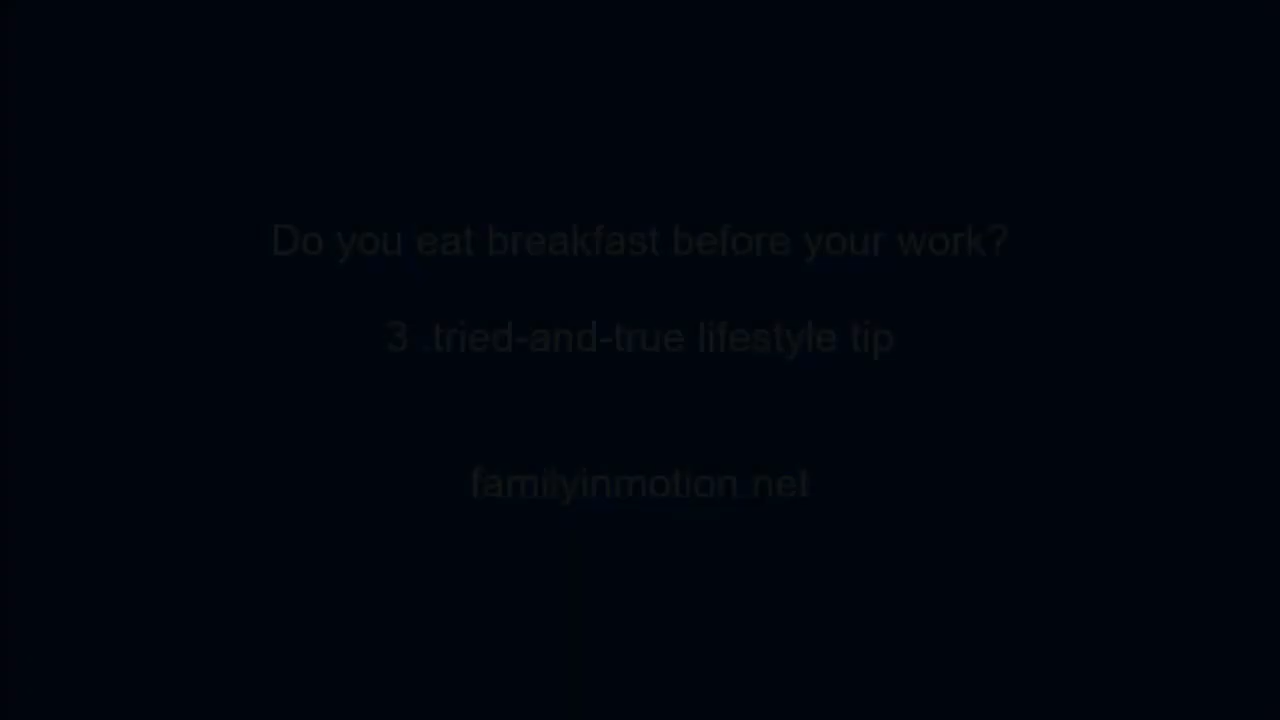 Do you eat breakfast before your work?
3 .tried-and-true lifestyle tip
familyinmotion.net